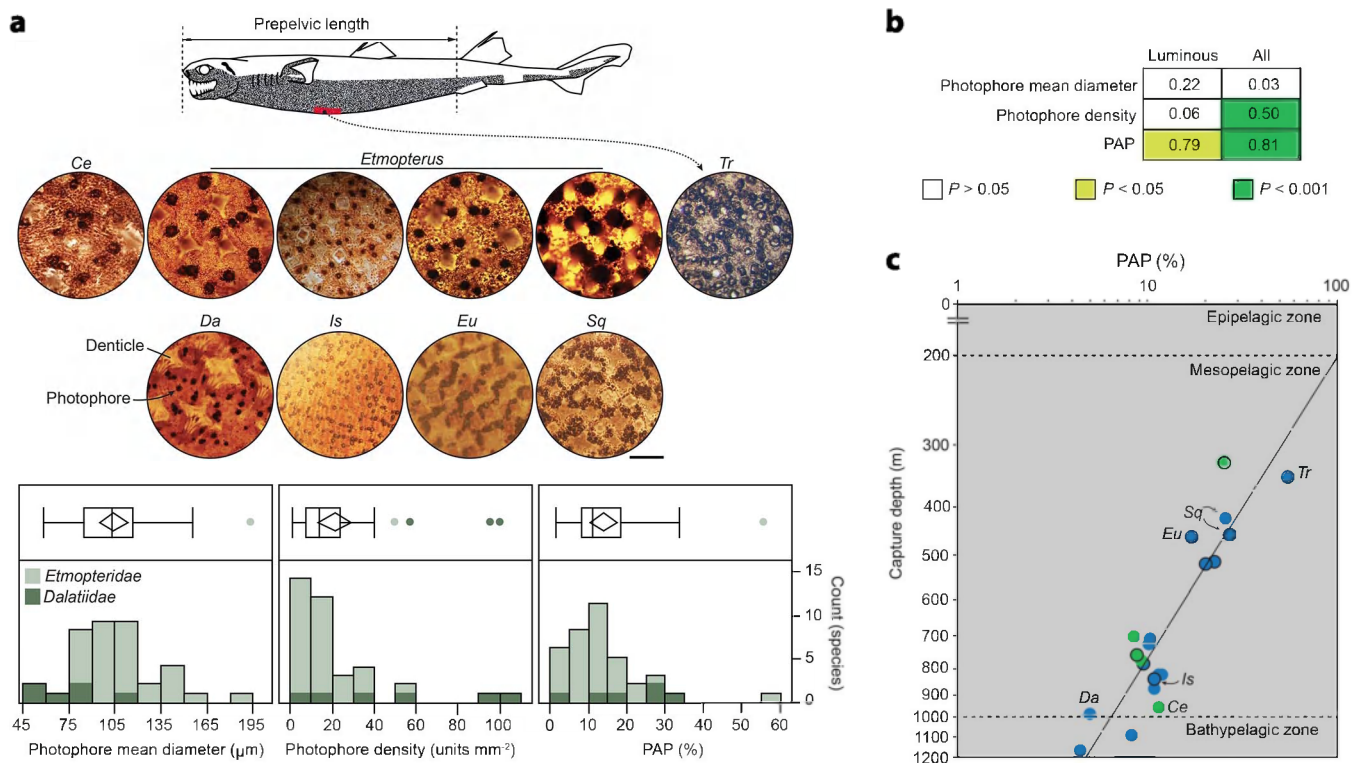 a
Prepelvic length
Ce
Etmopterus
Tr
Da
Is
Eu
Sq
Denticle
Photophore
Etmopteridae
Dalatiidae
15
10
5
0
Count (species)
45 75 105 135 165 195
Photophore mean diameter (μm)
0 20 40 60 80 100
Photophore density (units mm⁻²)
0 10 20 30 40 50 60
PAP (%)
b
Luminous All
Photophore mean diameter 0.22 0.03
Photophore density 0.06 0.50
PAP 0.79 0.81
P > 0.05 P < 0.05 P < 0.001
c
PAP (%)
1 10 100
0
Epipelagic zone
200
Mesopelagic zone
300
Tr
400
Sq
Eu
500
600
700
800
Is
900
Ce
Da
1000
Bathypelagic zone
1100
1200
Capture depth (m)